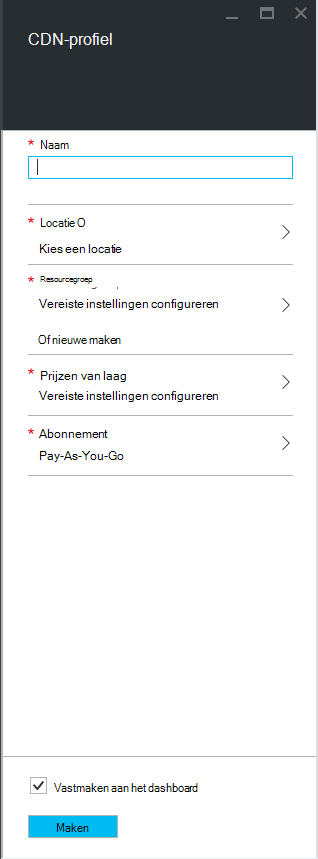 CDN-profiel
* Naam
* Locatie O
Kies een locatie
* Resourcegroep
Vereiste instellingen configureren
Of nieuwe maken
* Prijzen van laag
Vereiste instellingen configureren
* Abonnement
Pay-As-You-Go
Vastmaken aan het dashboard
Maken